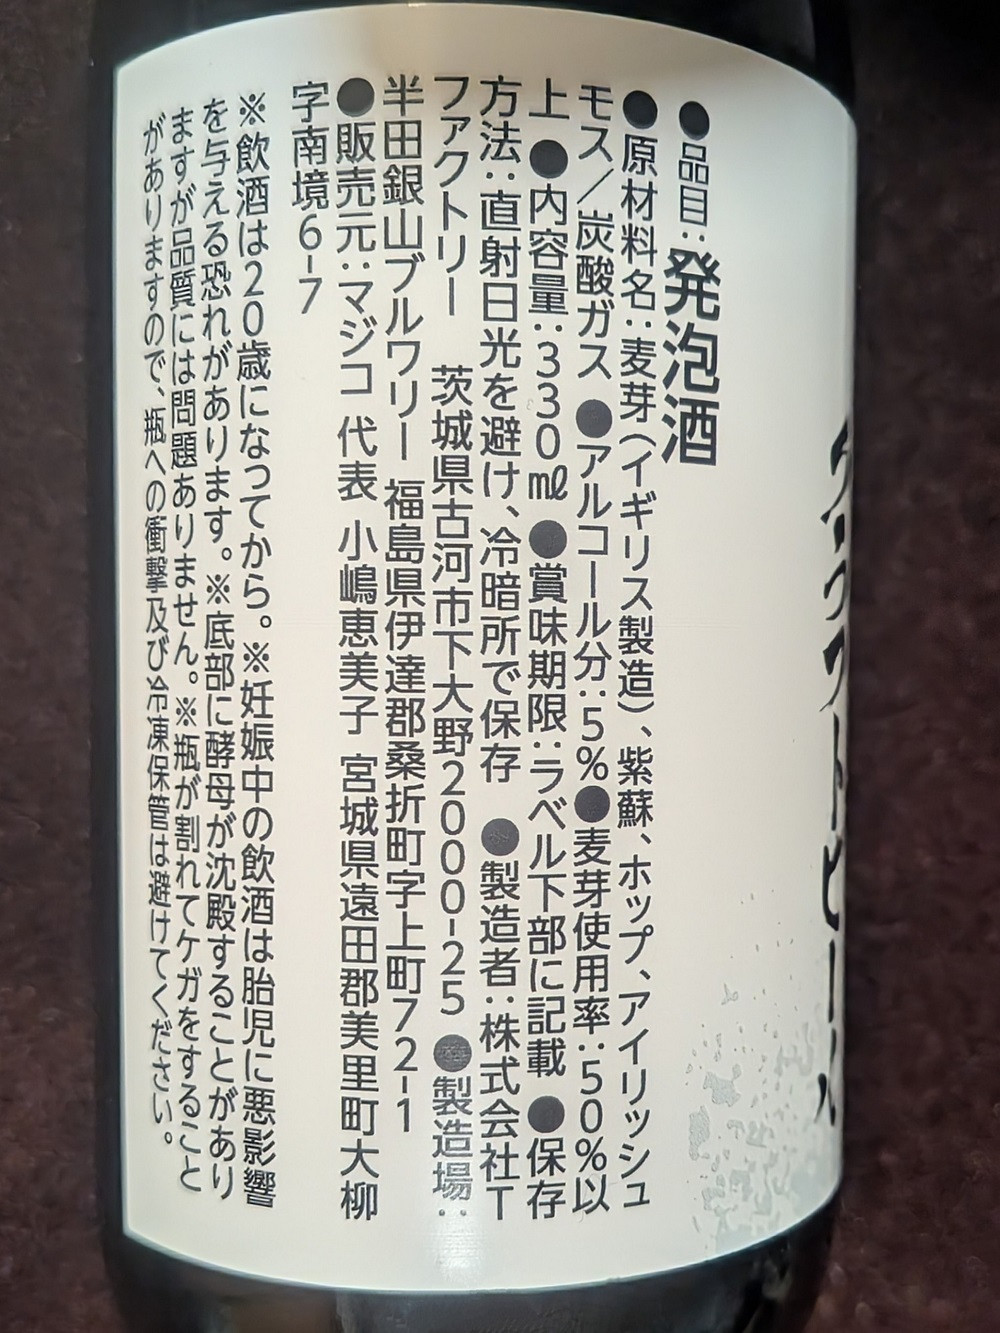 ●品目：発泡酒
●原材料名：麦芽（イギリス製造）、紫蘇、ホップ、アイリッシュ
モス／炭酸ガス ●アルコール分：5％●麦芽使用率：50％以
上 ●内容量：330㎖ ●賞味期限：ラベル下部に記載 ●保存
方法：直射日光を避け、冷暗所で保存 ●製造者：株式会社T
ファクトリー 茨城県古河市下大野2000-25 ●製造場：
半田銀山ブルワリー 福島県伊達郡桑折町字上町72-1
●販売元：マジコ 代表 小嶋恵美子 宮城県遠田郡美里町大柳
字南境6-7
※飲酒は20歳になってから。※妊娠中の飲酒は胎児に悪影響
を与える恐れがあります。※底部に酵母が沈殿することがあり
ますが品質には問題ありません。※瓶が割れてケガをすること
がありますので、瓶への衝撃及び冷凍保管は避けてください。